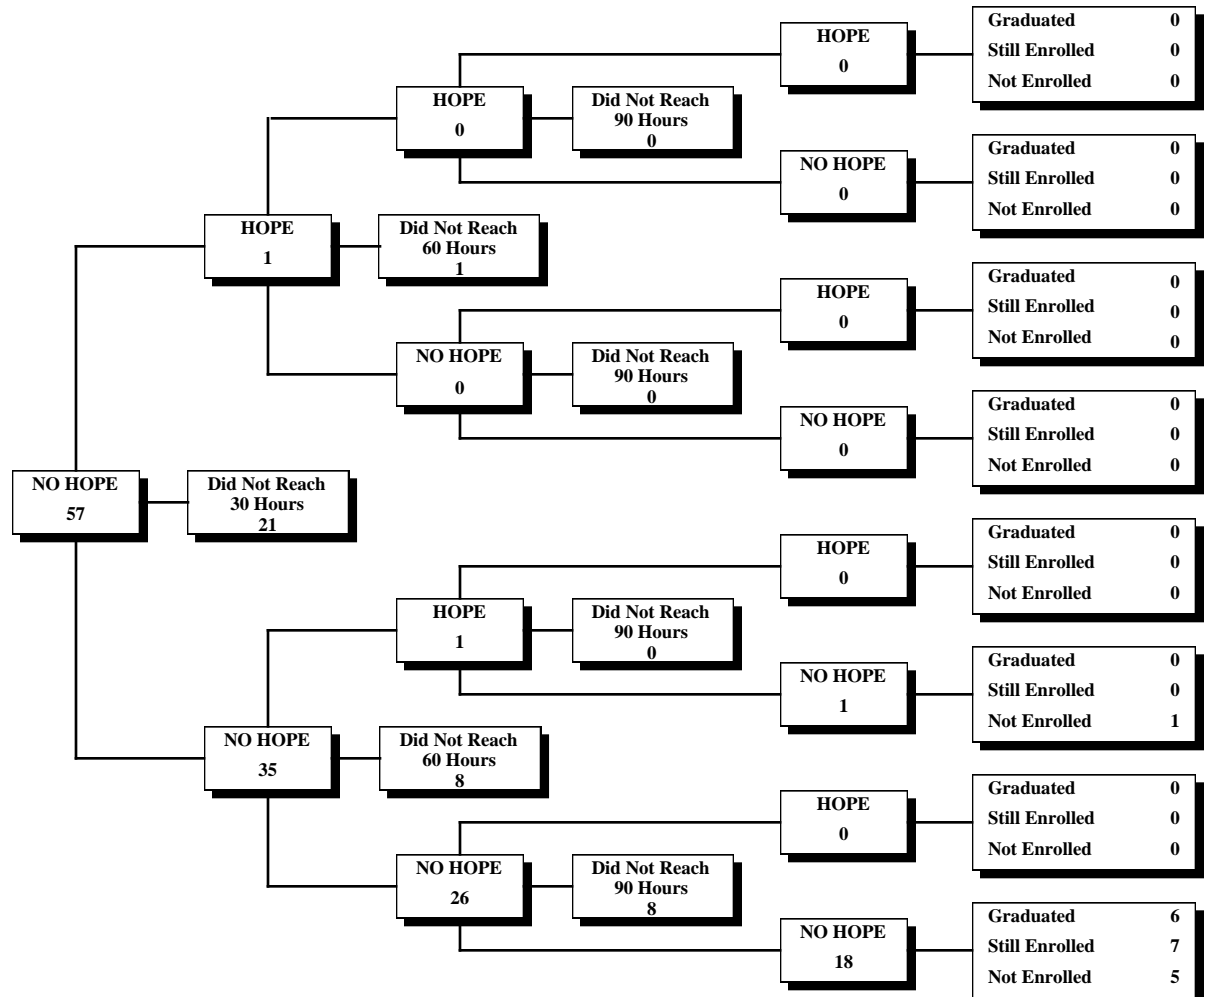 HOPE
0
Graduated 0
Still Enrolled 0
Not Enrolled 0
HOPE
0
Did Not Reach
90 Hours
0
NO HOPE
0
Graduated 0
Still Enrolled 0
Not Enrolled 0
HOPE
1
Did Not Reach
60 Hours
1
HOPE
0
Graduated 0
Still Enrolled 0
Not Enrolled 0
NO HOPE
0
Did Not Reach
90 Hours
0
NO HOPE
0
Graduated 0
Still Enrolled 0
Not Enrolled 0
NO HOPE
57
Did Not Reach
30 Hours
21
HOPE
0
Graduated 0
Still Enrolled 0
Not Enrolled 0
HOPE
1
Did Not Reach
90 Hours
0
NO HOPE
1
Graduated 0
Still Enrolled 0
Not Enrolled 1
NO HOPE
35
Did Not Reach
60 Hours
8
HOPE
0
Graduated 0
Still Enrolled 0
Not Enrolled 0
NO HOPE
26
Did Not Reach
90 Hours
8
NO HOPE
18
Graduated 6
Still Enrolled 7
Not Enrolled 5